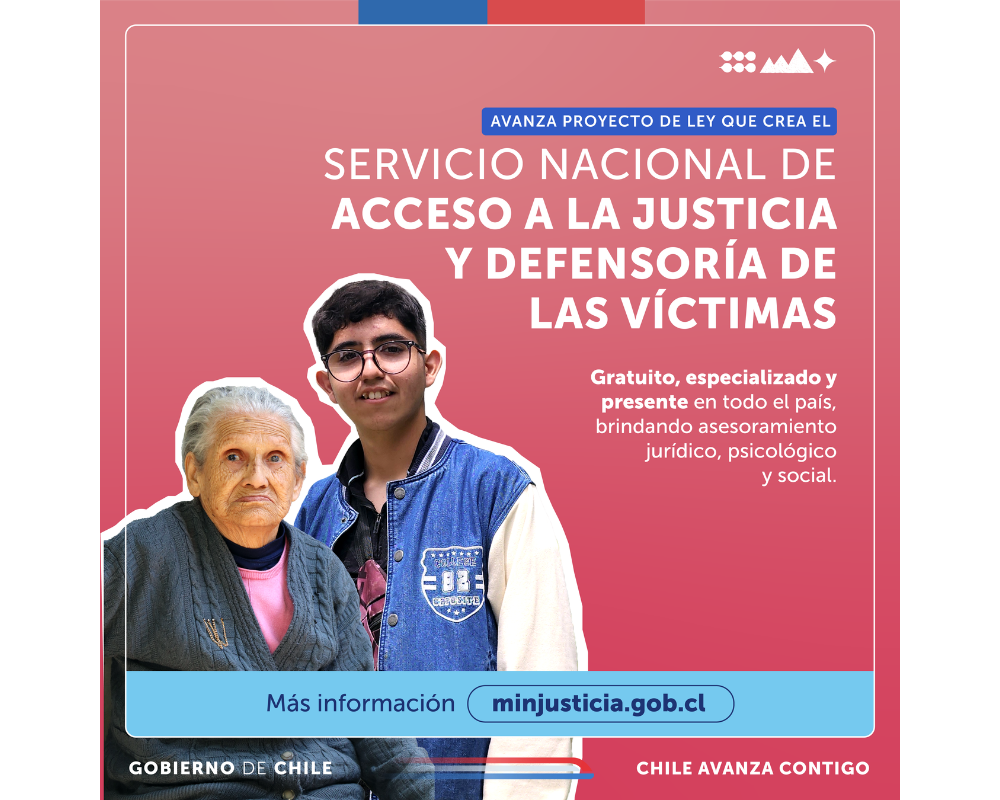 AVANZA PROYECTO DE LEY QUE CREA EL
SERVICIO NACIONAL DE
ACCESO A LA JUSTICIA
Y DEFENSORÍA DE
LAS VÍCTIMAS
Gratuito, especializado y
presente en todo el país,
brindando asesoramiento
jurídico, psicológico
y social.
COLLEGE
88
Más información minjusticia.gob.cl
GOBIERNO DE CHILE
CHILE AVANZA CONTIGO